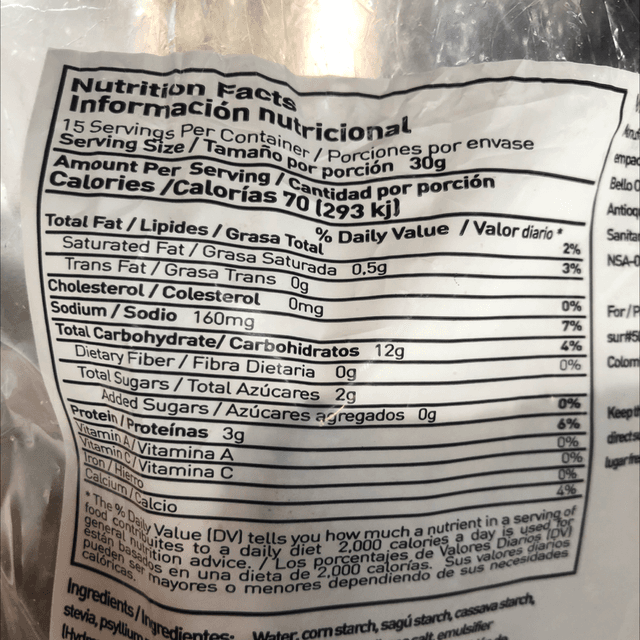 Nutrition Facts
Información nutricional
15 Servings Per Container / Porciones por envase
Serving Size / Tamaño por porción 30g
Amount Per Serving / Cantidad por porción
Calories /Calorías 70 (293 kj)
% Daily Value / Valor diario *
Total Fat / Lipides / Grasa Total 2%
Saturated Fat / Grasa Saturada 0,5g 3%
Trans Fat / Grasa Trans 0g
Cholesterol / Colesterol 0mg 0%
Sodium / Sodio 160mg 7%
Total Carbohydrate/ Carbohidratos 12g 4%
Dietary Fiber / Fibra Dietaria 0g 0%
Total Sugars / Total Azúcares 2g
Added Sugars / Azúcares agregados 0g 0%
Protein / Proteínas 3g 6%
Vitamin A / Vitamina A 0%
Vitamin C / Vitamina C 0%
Iron / Hierro 0%
Calcium / Calcio 4%
* The % Daily Value (DV) tells you how much a nutrient in a serving of
food contribuites to a daily diet 2,000 calories a day is used for
general nutrition advice. / Los porcentajes de Valores Diarios (DV)
están basados en una dieta de 2,000 calorías. Sus valores diarios
pueden ser mayores o menores dependiendo de sus necesidades
calóricas.
Ingredients / Ingredientes: Water, corn starch, sagú starch, cassava starch,
stevia, psyllium salt, emulsifier
empac
Bello
Antioq
Sanitar
NSA-0
For / P
Colom
Keep
direct
lugar fre